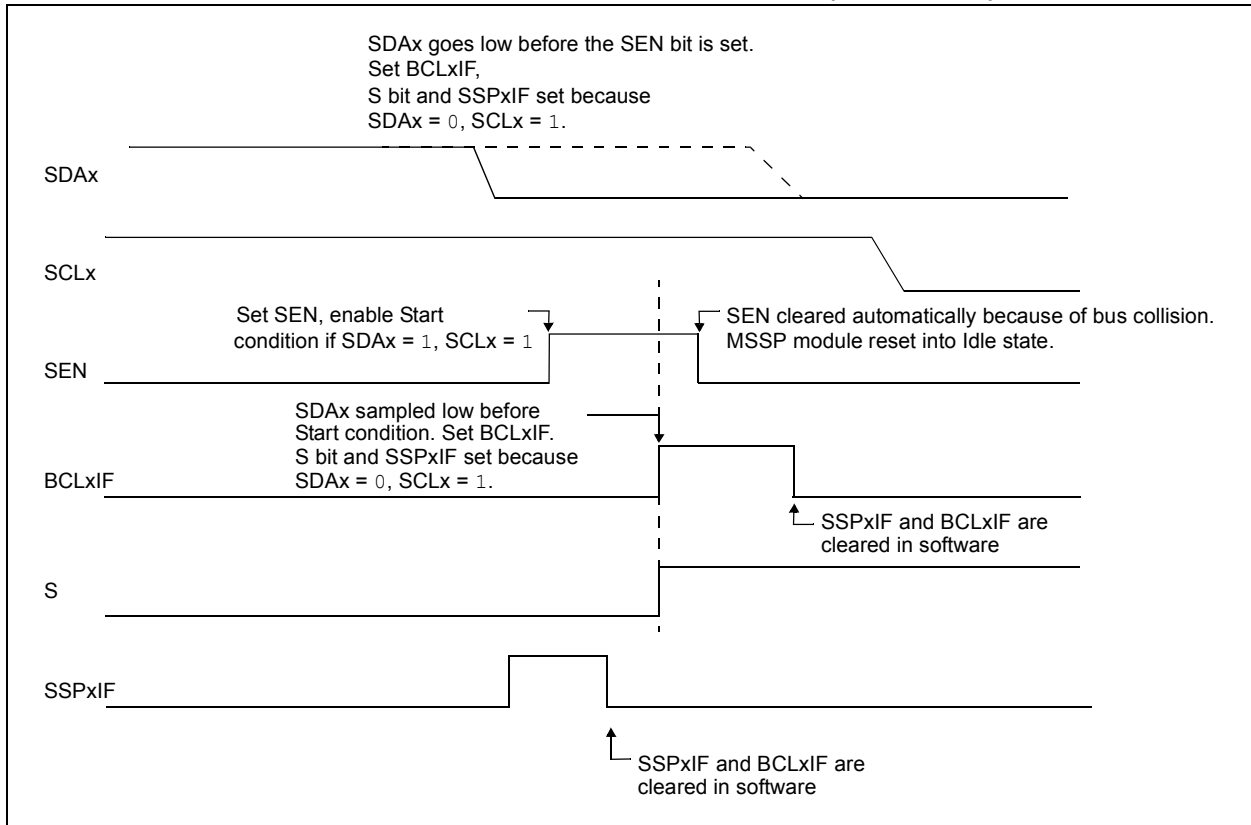 SDAx goes low before the SEN bit is set.
Set BCLxIF,
S bit and SSPxIF set because
SDAx = 0, SCLx = 1.
SDAx
SCLx
Set SEN, enable Start
condition if SDAx = 1, SCLx = 1
SEN cleared automatically because of bus collision.
MSSP module reset into Idle state.
SEN
SDAx sampled low before
Start condition. Set BCLxIF.
S bit and SSPxIF set because
SDAx = 0, SCLx = 1.
BCLxIF
SSPxIF and BCLxIF are
cleared in software
S
SSPxIF
SSPxIF and BCLxIF are
cleared in software